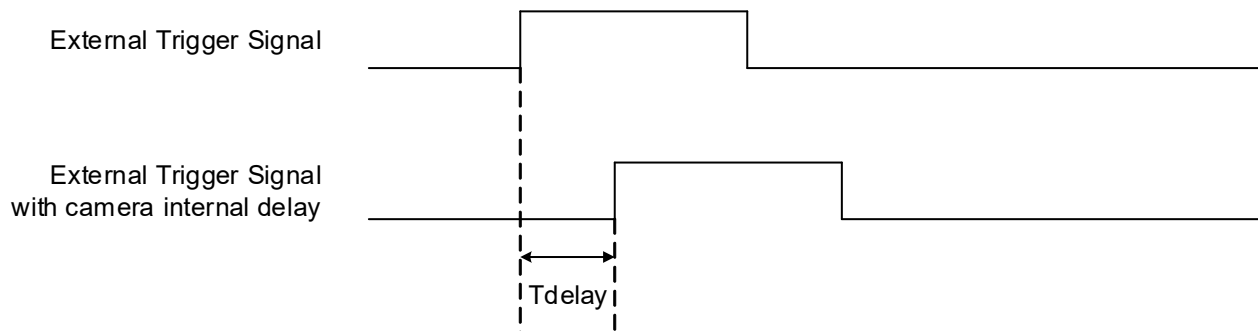 External Trigger Signal
External Trigger Signal
with camera internal delay
Tdelay